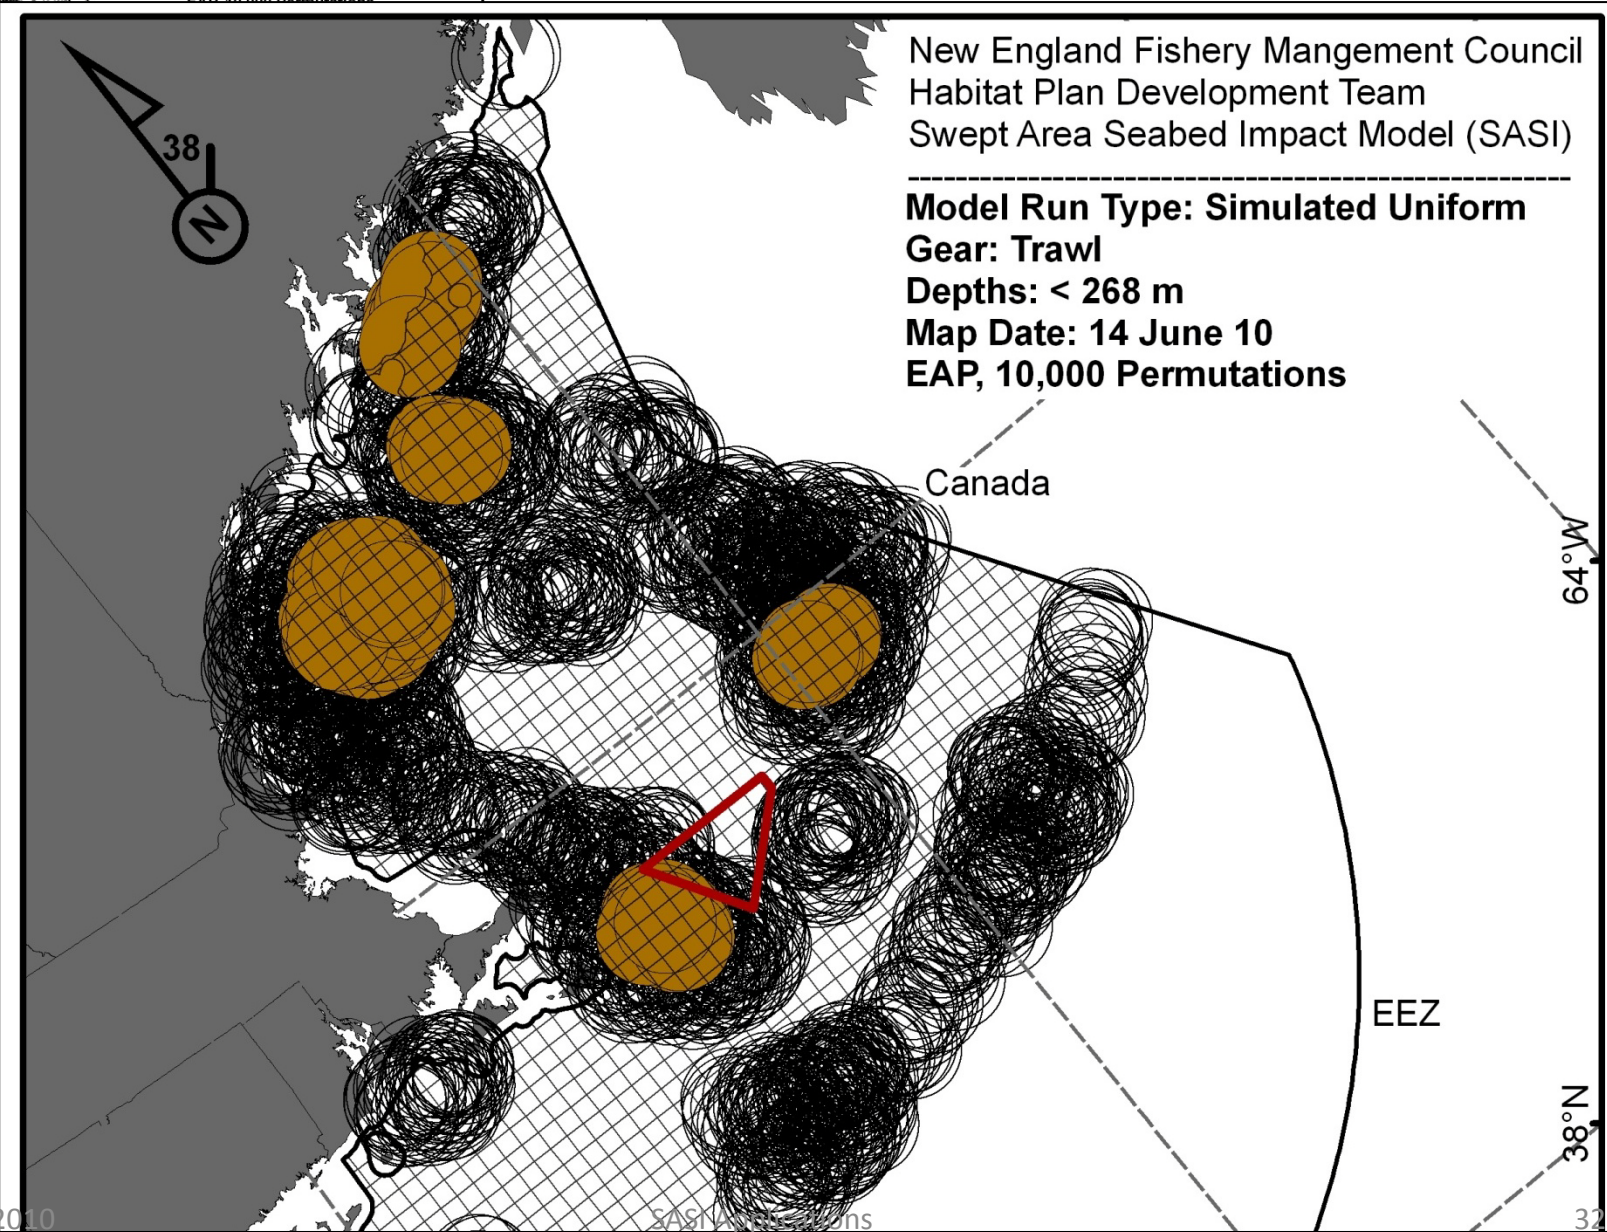 New England Fishery Mangement Council
Habitat Plan Development Team
Swept Area Seabed Impact Model (SASI)
Model Run Type: Simulated Uniform
Gear: Trawl
Depths: < 268 m
Map Date: 14 June 10
EAP, 10,000 Permutations
38
N
Canada
64°W
EEZ
38°N
2010
SASI Applications
32